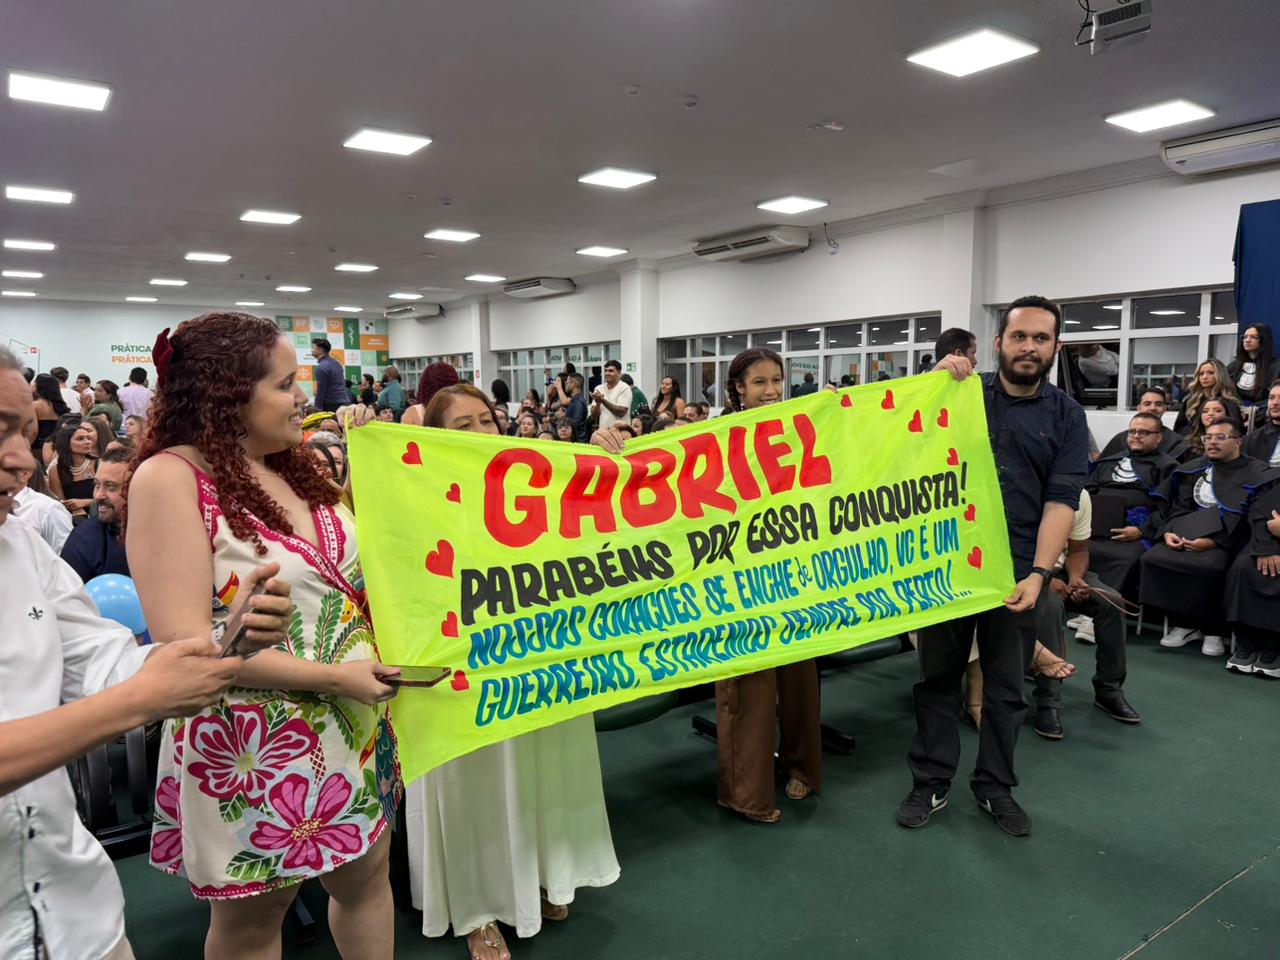 PRÁTICA
PRÁTICA
GABRIEL
PARABÉNS POR ESSA CONQUISTA!
NOSSOS CORAÇOES SE ENCHE de ORGULHO, VC É UM
GUERREIRO, ESTAREMOS SEMPRE POR PERTO!...